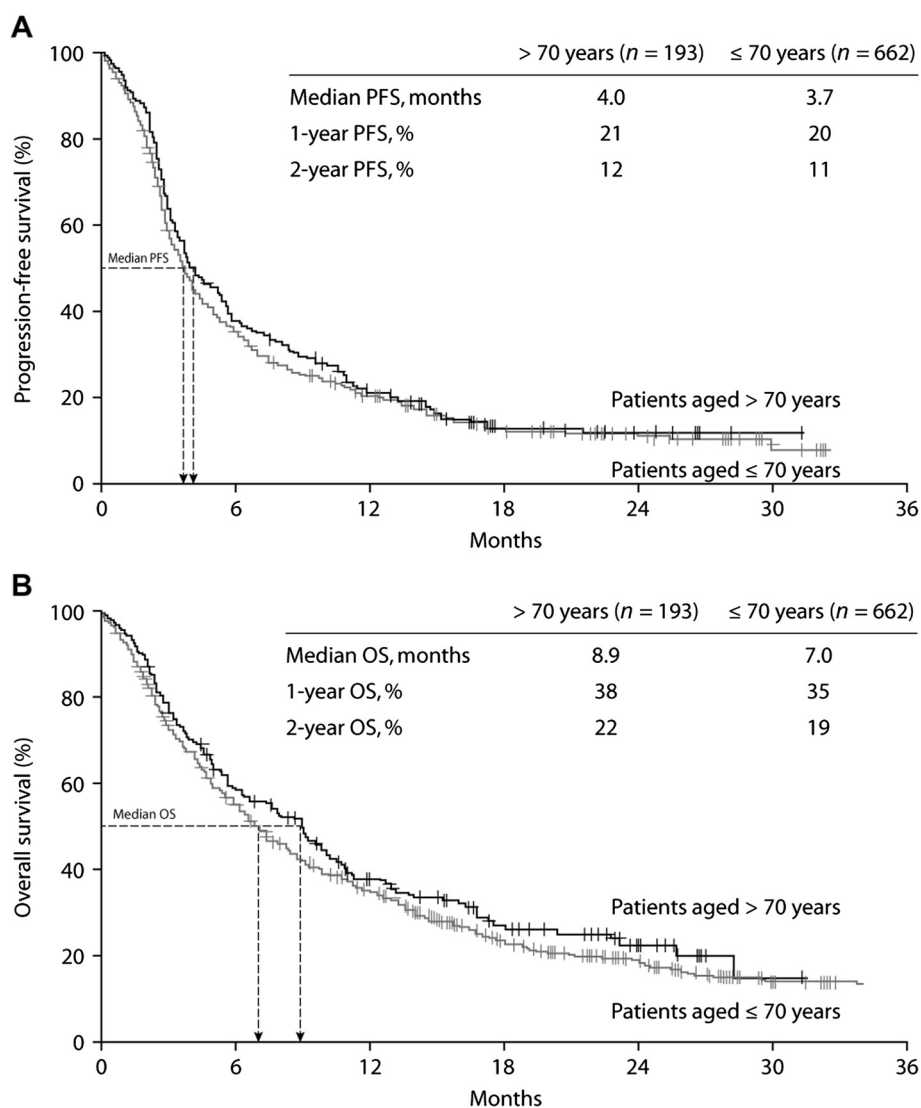 A
> 70 years (n = 193) ≤ 70 years (n = 662)
Median PFS, months 4.0 3.7
1-year PFS, % 21 20
2-year PFS, % 12 11
Progression-free survival (%)
100
80
60
40
20
0
Median PFS
Patients aged > 70 years
Patients aged ≤ 70 years
0 6 12 18 24 30 36
Months
B
> 70 years (n = 193) ≤ 70 years (n = 662)
Median OS, months 8.9 7.0
1-year OS, % 38 35
2-year OS, % 22 19
Overall survival (%)
100
80
60
40
20
0
Median OS
Patients aged > 70 years
Patients aged ≤ 70 years
0 6 12 18 24 30 36
Months